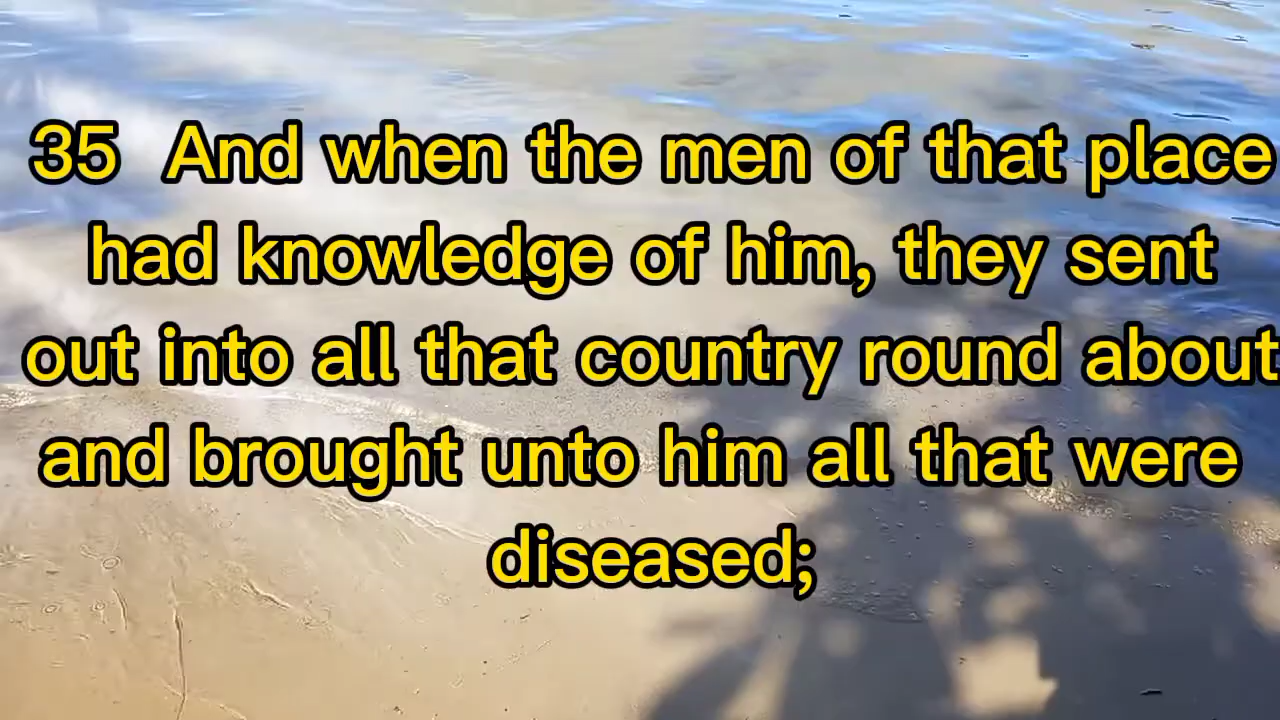 35 And when the men of that place
had knowledge of him, they sent
out into all that country round about
and brought unto him all that were
diseased;